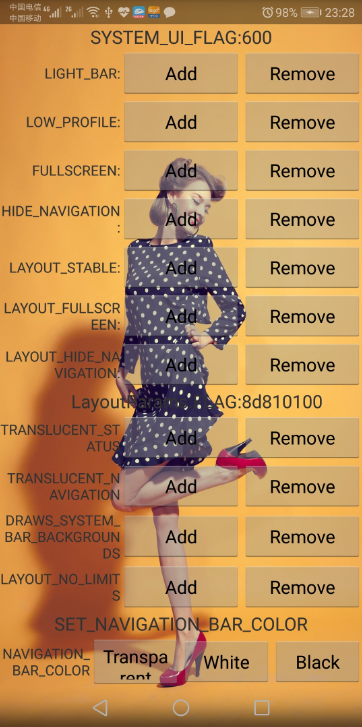 中国电信 4G 2G 98% 23:28
中国移动
SYSTEM_UI_FLAG:600
LIGHT_BAR: Add Remove
LOW_PROFILE: Add Remove
FULLSCREEN: Add Remove
HIDE_NAVIGATION
: Add Remove
LAYOUT_STABLE: Add Remove
LAYOUT_FULLSCR
EEN: Add Remove
LAYOUT_HIDE_NA
VIGATION: Add Remove
FLAG:8d810100
TRANSLUCENT_ST
ATUS Add Remove
TRANSLUCENT_N
AVIGATION Add Remove
DRAWS_SYSTEM_
BAR_BACKGROUN
DS Add Remove
LAYOUT_NO_LIMIT
S Add Remove
SET_NAVIGATION_BAR_COLOR
NAVIGATION_
BAR_COLOR Transpa
rent White Black